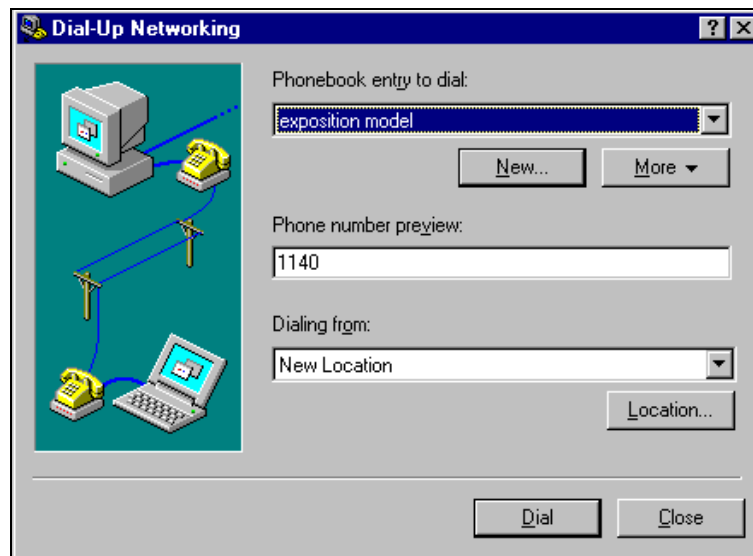 Dial-Up Networking
Phonebook entry to dial:
exposition model
New... More
Phone number preview:
1140
Dialing from:
New Location
Location...
Dial Close